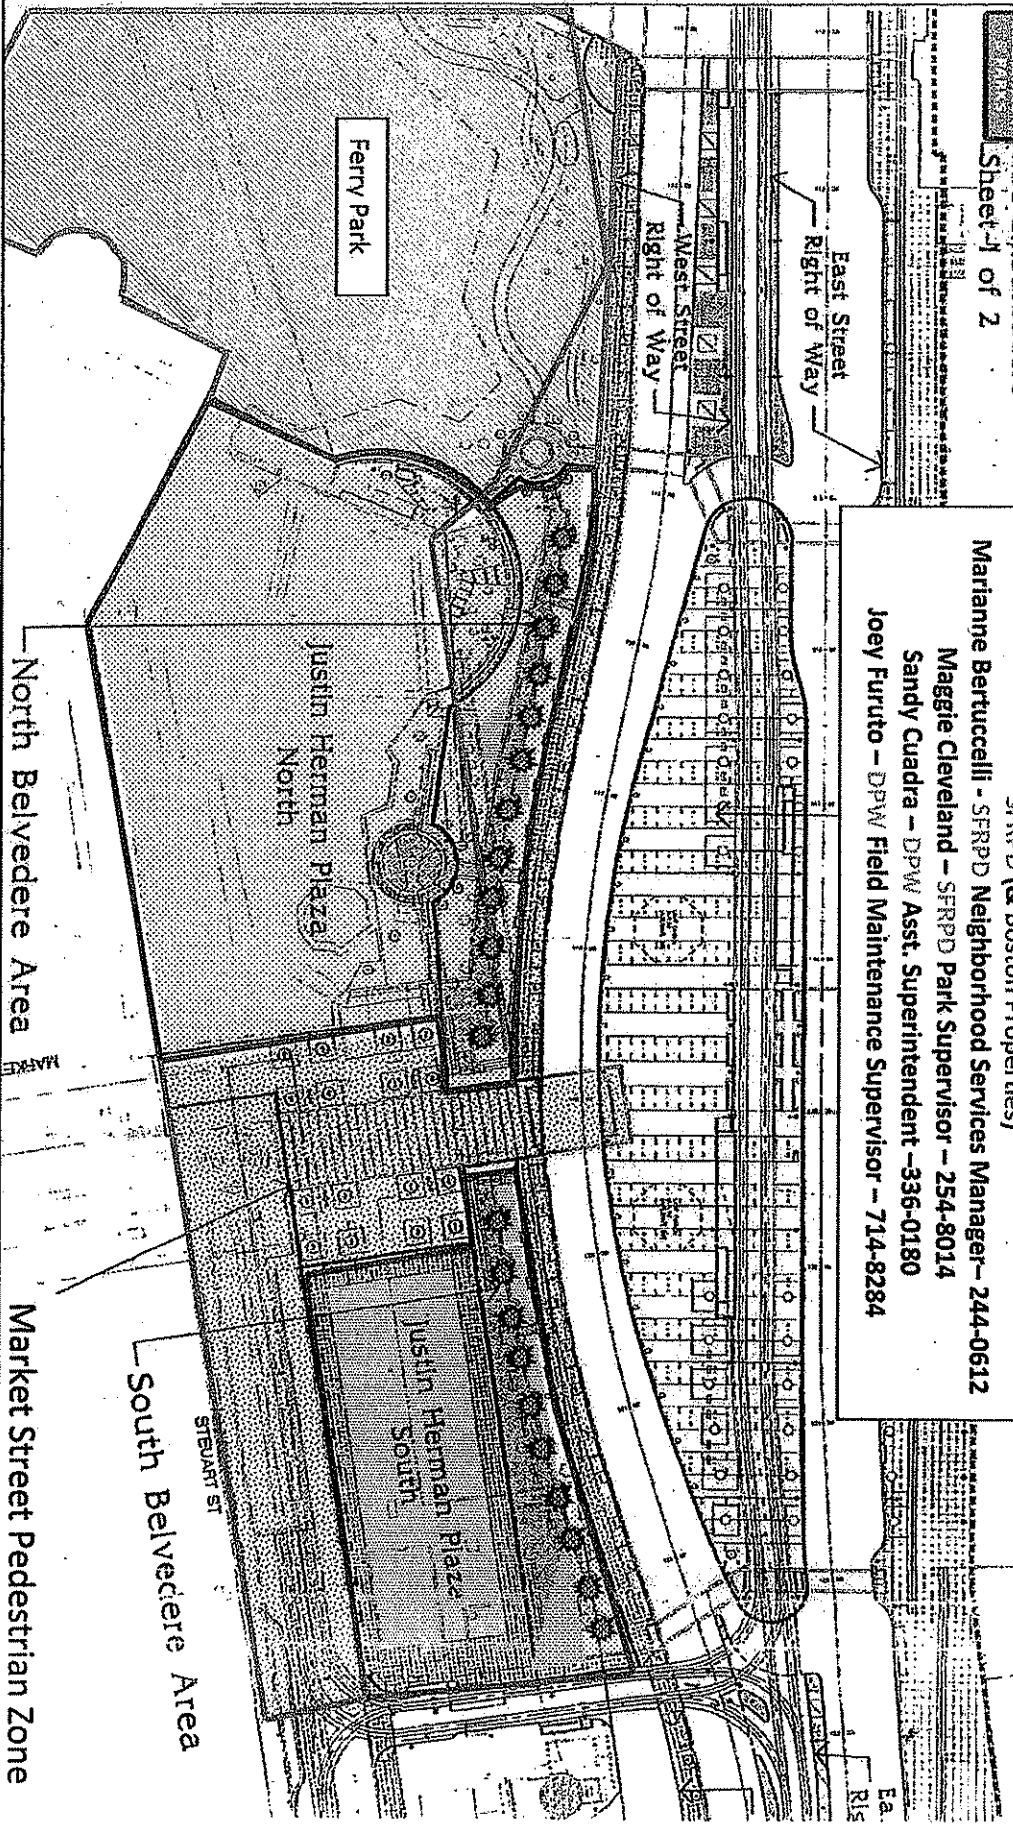 Sheet 1 of 2
Marianne Bertuccelli - SFRPD Neighborhood Services Manager- 244-0612
Maggie Cleveland – SFRPD Park Supervisor – 254-8014
Sandy Cuadra – DPW Asst. Superintendent –336-0180
Joey Furuto – DPW Field Maintenance Supervisor – 714-8284
East Street
Right of Way
West Street
Right of Way
Ferry Park
Justin Herman Plaza
North
Justin Herman Plaza
South
North Belvedere Area
MARKE
STEUART ST
South Belvedere Area
Market Street Pedestrian Zone